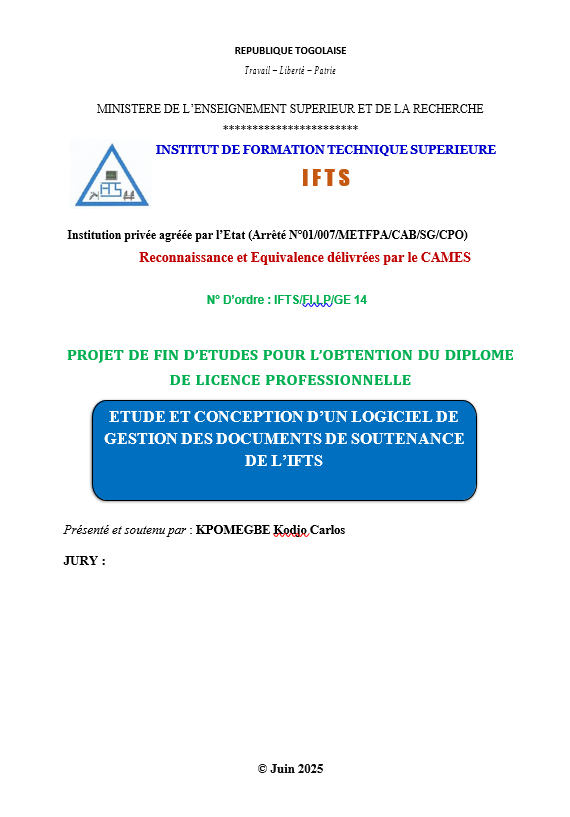 REPUBLIQUE TOGOLAISE
Travail – Liberté – Patrie
MINISTERE DE L’ENSEIGNEMENT SUPERIEUR ET DE LA RECHERCHE
***********************
INSTITUT DE FORMATION TECHNIQUE SUPERIEURE
IFTS
Institution privée agréée par l’Etat (Arrèté N°01/007/METFPA/CAB/SG/CPO)
Reconnaissance et Equivalence délivrées par le CAMES
N° D’ordre : IFTS/FI.LP/GE 14
PROJET DE FIN D’ETUDES POUR L’OBTENTION DU DIPLOME
DE LICENCE PROFESSIONNELLE
ETUDE ET CONCEPTION D’UN LOGICIEL DE
GESTION DES DOCUMENTS DE SOUTENANCE
DE L’IFTS
Présenté et soutenu par : KPOMEGBE Kodjo Carlos
JURY :
© Juin 2025